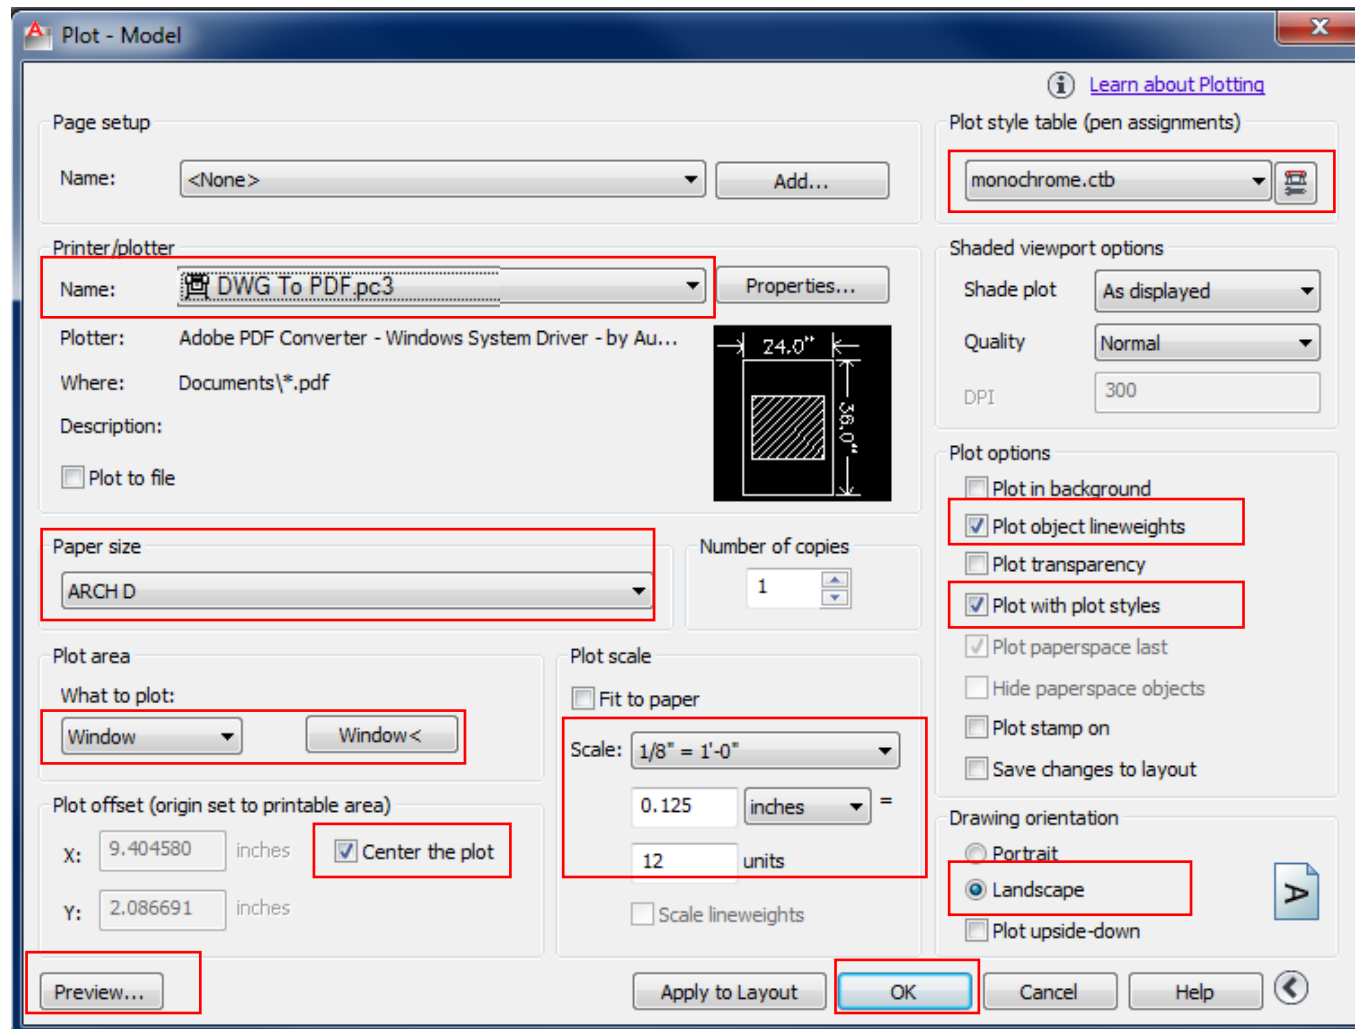 Plot - Model
X
Learn about Plotting
Page setup
Name: <None> Add...
Plot style table (pen assignments)
monochrome.ctb
Printer/plotter
Name: DWG To PDF.pc3 Properties...
Plotter: Adobe PDF Converter - Windows System Driver - by Au...
Where: Documents\*.pdf
Description:
Plot to file
24.0"
36.0"
Shaded viewport options
Shade plot As displayed
Quality Normal
DPI 300
Paper size
ARCH D
Number of copies
1
Plot options
Plot in background
Plot object lineweights
Plot transparency
Plot with plot styles
Plot paperspace last
Hide paperspace objects
Plot stamp on
Save changes to layout
Plot area
What to plot:
Window Window<
Plot scale
Fit to paper
Scale: 1/8" = 1'-0"
0.125 inches =
12 units
Scale lineweights
Plot offset (origin set to printable area)
X: 9.404580 inches Center the plot
Y: 2.086691 inches
Drawing orientation
Portrait
Landscape
Plot upside-down
A
Preview... Apply to Layout OK Cancel Help